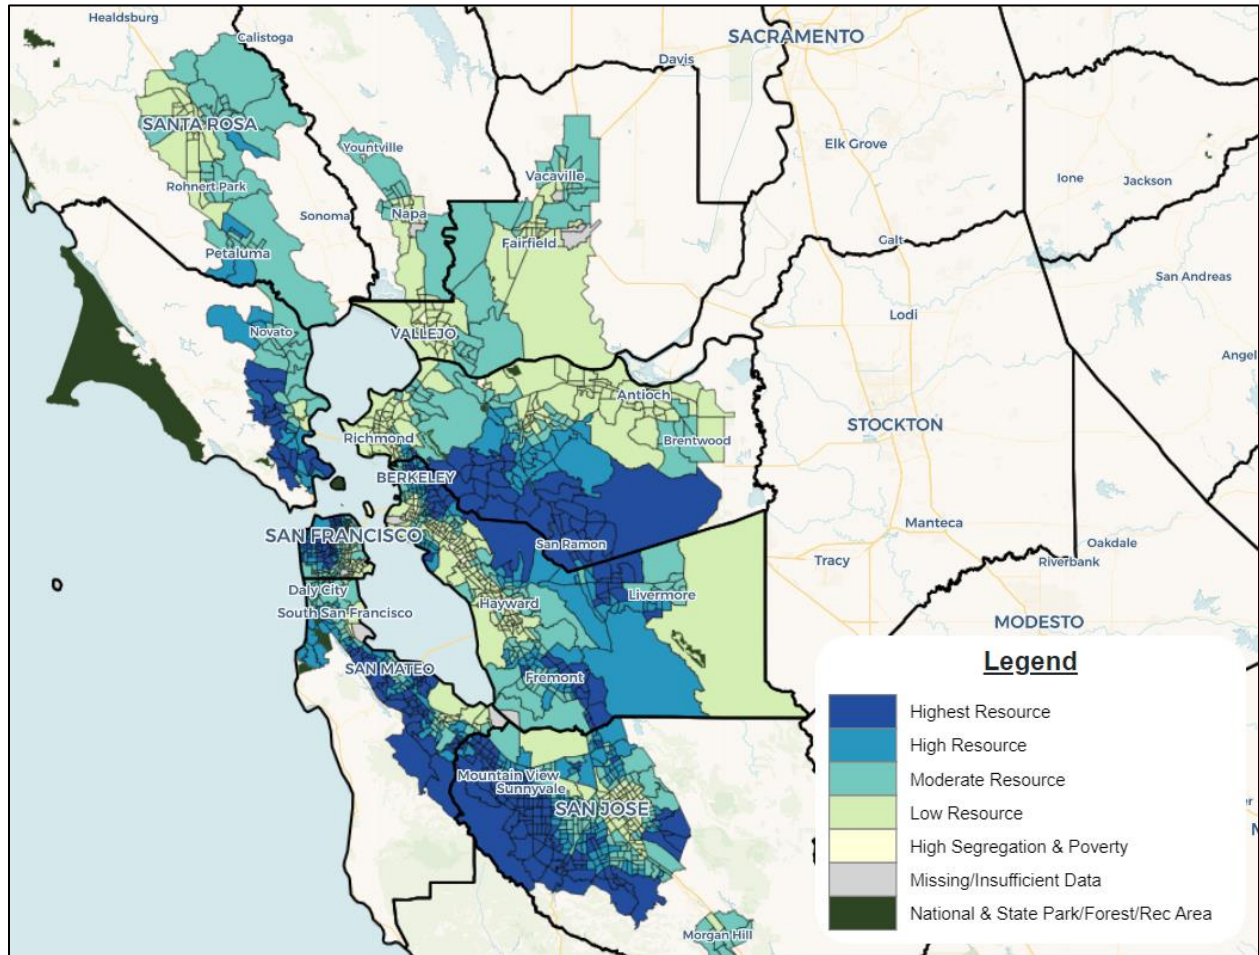 Healdsburg
Calistoga
SACRAMENTO
Davis
SANTA ROSA
Yountville
Elk Grove
Vacaville
Rohnert Park
Ione
Jackson
Sonoma
Napa
Fairfield
Galt
Petaluma
San Andreas
Lodi
Novato
VALLEJO
Angel
Antioch
Richmond
Brentwood
STOCKTON
BERKELEY
Manteca
SAN FRANCISCO
San Ramon
Oakdale
Tracy
Riverbank
Daly City
Livermore
Hayward
South San Francisco
MODESTO
SAN MATEO
Fremont
Mountain View
Sunnyvale
SAN JOSE
Morgan Hill
Legend
Highest Resource
High Resource
Moderate Resource
Low Resource
High Segregation & Poverty
Missing/Insufficient Data
National & State Park/Forest/Rec Area